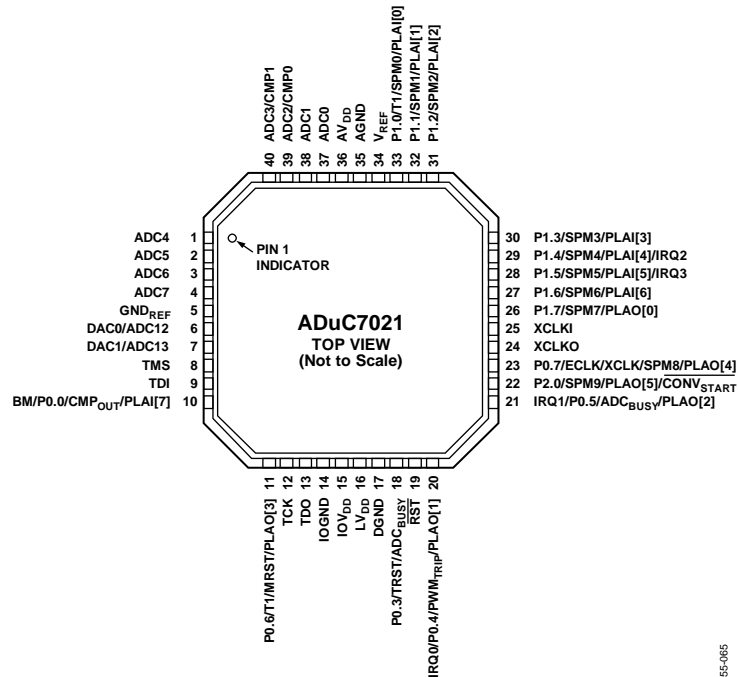 40 ADC3/CMP1
39 ADC2/CMP0
38 ADC1
37 ADC0
36 AVDD
35 AGND
34 VREF
33 P1.0/T1/SPM0/PLAI[0]
32 P1.1/SPM1/PLAI[1]
31 P1.2/SPM2/PLAI[2]
ADC4 1
ADC5 2
ADC6 3
ADC7 4
GNDREF 5
DAC0/ADC12 6
DAC1/ADC13 7
TMS 8
TDI 9
BM/P0.0/CMPOUT/PLAI[7] 10
PIN 1
INDICATOR
ADuC7021
TOP VIEW
(Not to Scale)
30 P1.3/SPM3/PLAI[3]
29 P1.4/SPM4/PLAI[4]/IRQ2
28 P1.5/SPM5/PLAI[5]/IRQ3
27 P1.6/SPM6/PLAI[6]
26 P1.7/SPM7/PLAO[0]
25 XCLKI
24 XCLKO
23 P0.7/ECLK/XCLK/SPM8/PLAO[4]
22 P2.0/SPM9/PLAO[5]/CONVSTART
21 IRQ1/P0.5/ADCBUSY/PLAO[2]
P0.6/T1/MRST/PLAO[3] 11
TCK 12
TDO 13
IOGND 14
IOVDD 15
LVDD 16
DGND 17
P0.3/TRST/ADCBUSY 18
RST 19
IRQ0/P0.4/PWMTRIP/PLAO[1] 20
55-065